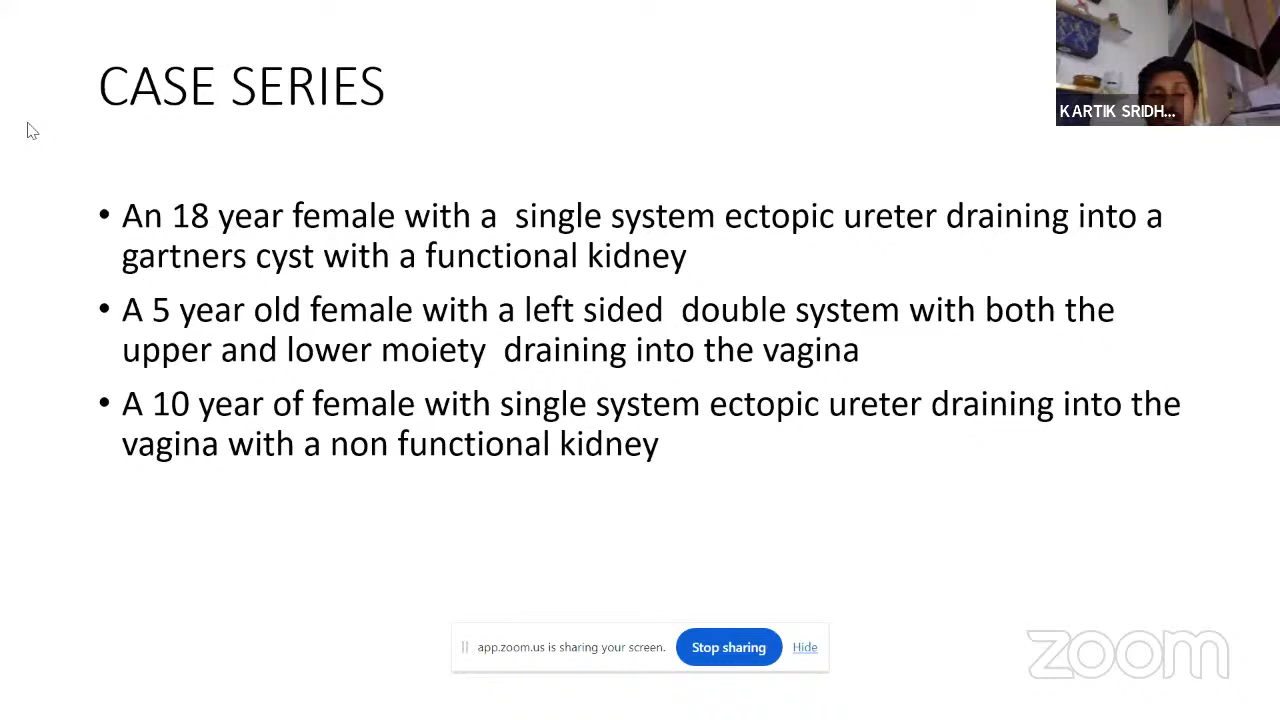 CASE SERIES
KARTIK SRIDH...
• An 18 year female with a single system ectopic ureter draining into a
gartners cyst with a functional kidney
• A 5 year old female with a left sided double system with both the
upper and lower moiety draining into the vagina
• A 10 year of female with single system ectopic ureter draining into the
vagina with a non functional kidney
app.zoom.us is sharing your screen. Stop sharing Hide
zoom